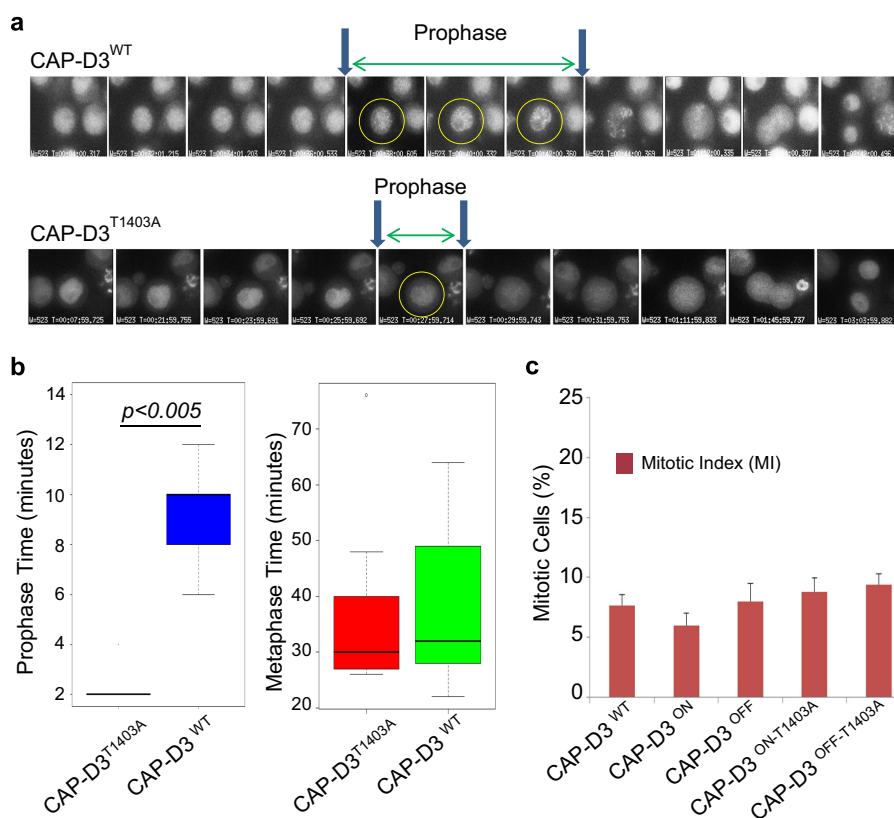 a
Prophase
CAP-D3WT
M=523 T=00:34=01.203
Prophase
CAP-D3T1403A
M=523 T=00:07=59.725 M=523 T=00:21=59.755 M=523 T=00:23=59.691 M=523 T=00:25=59.692 M=523 T=00:27=59.714 M=523 T=00:29=59.743 M=523 T=00:31=59.753 M=523 T=01:11=59.833 M=523 T=01:45=59.737 M=523 T=03:03=59.882
b
Prophase Time (minutes)
14
12
10
8
6
4
2
p<0.005
CAP-D3T1403A
CAP-D3 WT
Metaphase Time (minutes)
70
60
50
40
30
20
CAP-D3T1403A
CAP-D3 WT
c
Mitotic Cells (%)
25
20
15
10
5
0
Mitotic Index (MI)
CAP-D3 WT
CAP-D3 ON
CAP-D3 OFF
CAP-D3 ON-T1403A
CAP-D3 OFF-T1403A